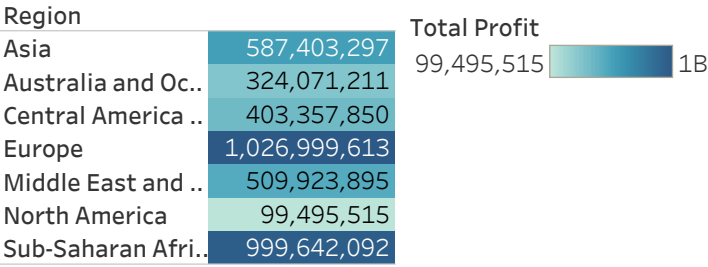 Region
Asia 587,403,297
Australia and Oc.. 324,071,211
Central America .. 403,357,850
Europe 1,026,999,613
Middle East and .. 509,923,895
North America 99,495,515
Sub-Saharan Afri.. 999,642,092
Total Profit
99,495,515 1B